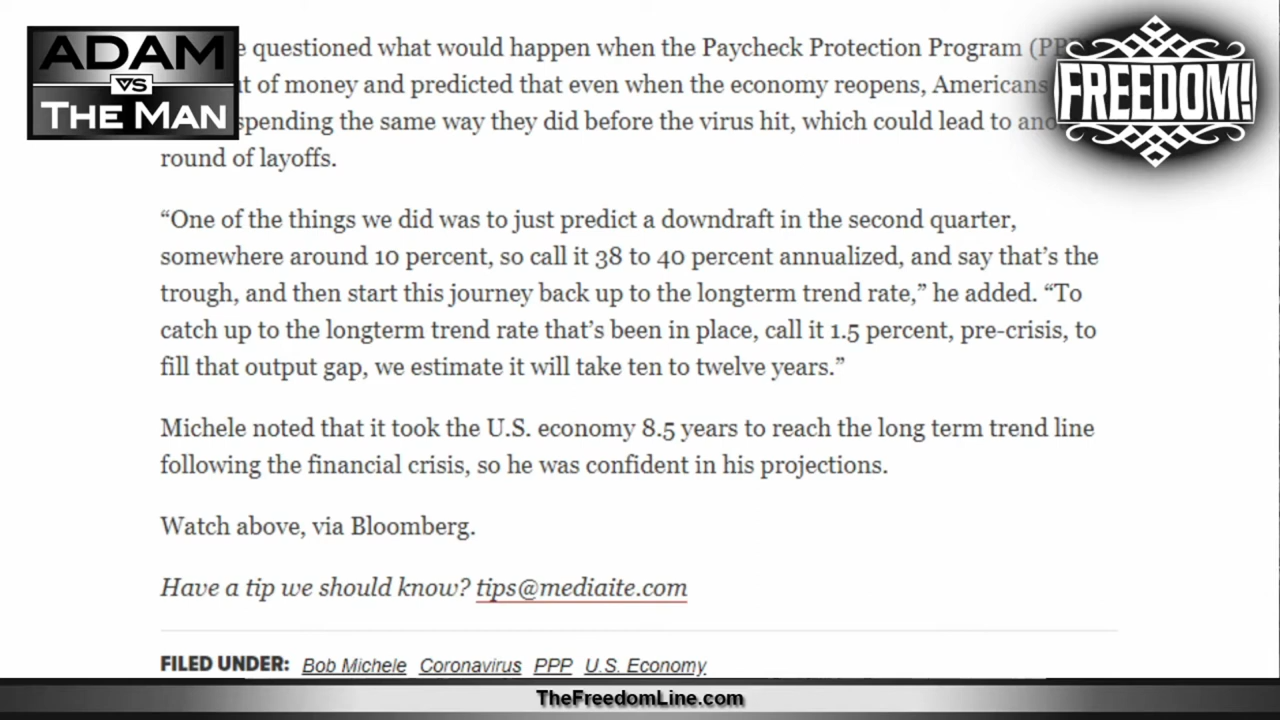 ADAM
VS
THE MAN
FREEDOM!
questioned what would happen when the Paycheck Protection Program
of money and predicted that even when the economy reopens, Americans
spending the same way they did before the virus hit, which could lead to
round of layoffs.
“One of the things we did was to just predict a downdraft in the second quarter,
somewhere around 10 percent, so call it 38 to 40 percent annualized, and say that’s the
trough, and then start this journey back up to the longterm trend rate,” he added. “To
catch up to the longterm trend rate that’s been in place, call it 1.5 percent, pre-crisis, to
fill that output gap, we estimate it will take ten to twelve years.”
Michele noted that it took the U.S. economy 8.5 years to reach the long term trend line
following the financial crisis, so he was confident in his projections.
Watch above, via Bloomberg.
Have a tip we should know? tips@mediaite.com
FILED UNDER: Bob Michele Coronavirus PPP U.S. Economy
TheFreedomLine.com